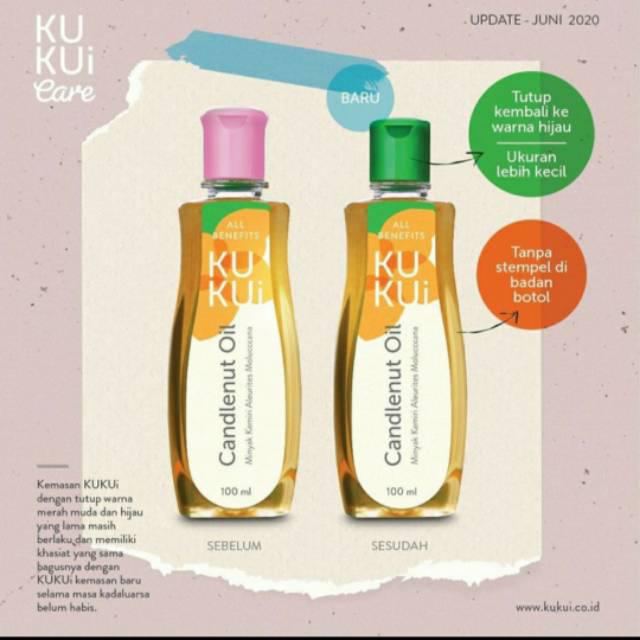 KU
KUi
Care
UPDATE - JUNI 2020
BARU
Tutup
kembali ke
warna hijau
Ukuran
lebih kecil
Tanpa
stempel di
badan
botol
ALL
BENEFITS
KU
KUi
Candlenut Oil
Minyak Kemiri Aleurites Moluccana
100 ml
ALL
BENEFITS
KU
KUi
Candlenut Oil
Minyak Kemiri Aleurites Moluccana
100 ml
SEBELUM
SESUDAH
Kemasan KUKUi
dengan tutup warna
merah muda dan hijau
yang lama masih
berlaku dan memiliki
khasiat yang sama
bagusnya dengan
KUKUi kemasan baru
selama masa kadaluarsa
belum habis.
www.kukui.co.id